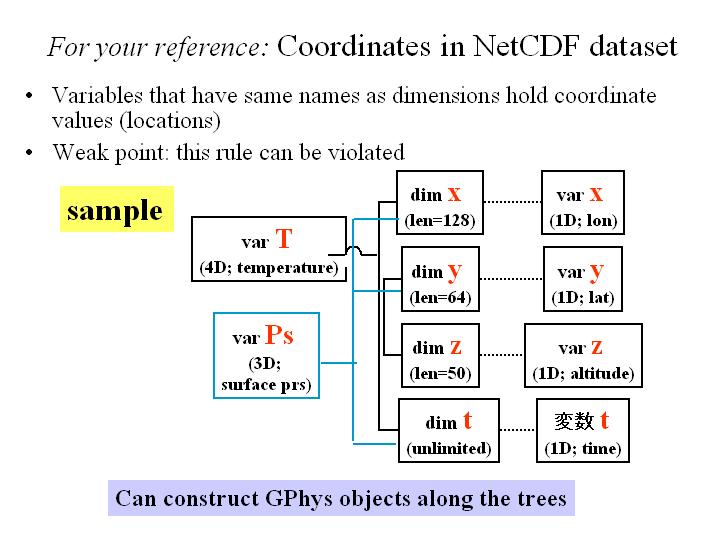 For your reference: Coordinates in NetCDF dataset
• Variables that have same names as dimensions hold coordinate
values (locations)
• Weak point: this rule can be violated
sample
var T
(4D; temperature)
var Ps
(3D;
surface prs)
dim x
(len=128)
var x
(1D; lon)
dim y
(len=64)
var y
(1D; lat)
dim z
(len=50)
var z
(1D; altitude)
dim t
(unlimited)
変数 t
(1D; time)
Can construct GPhys objects along the trees